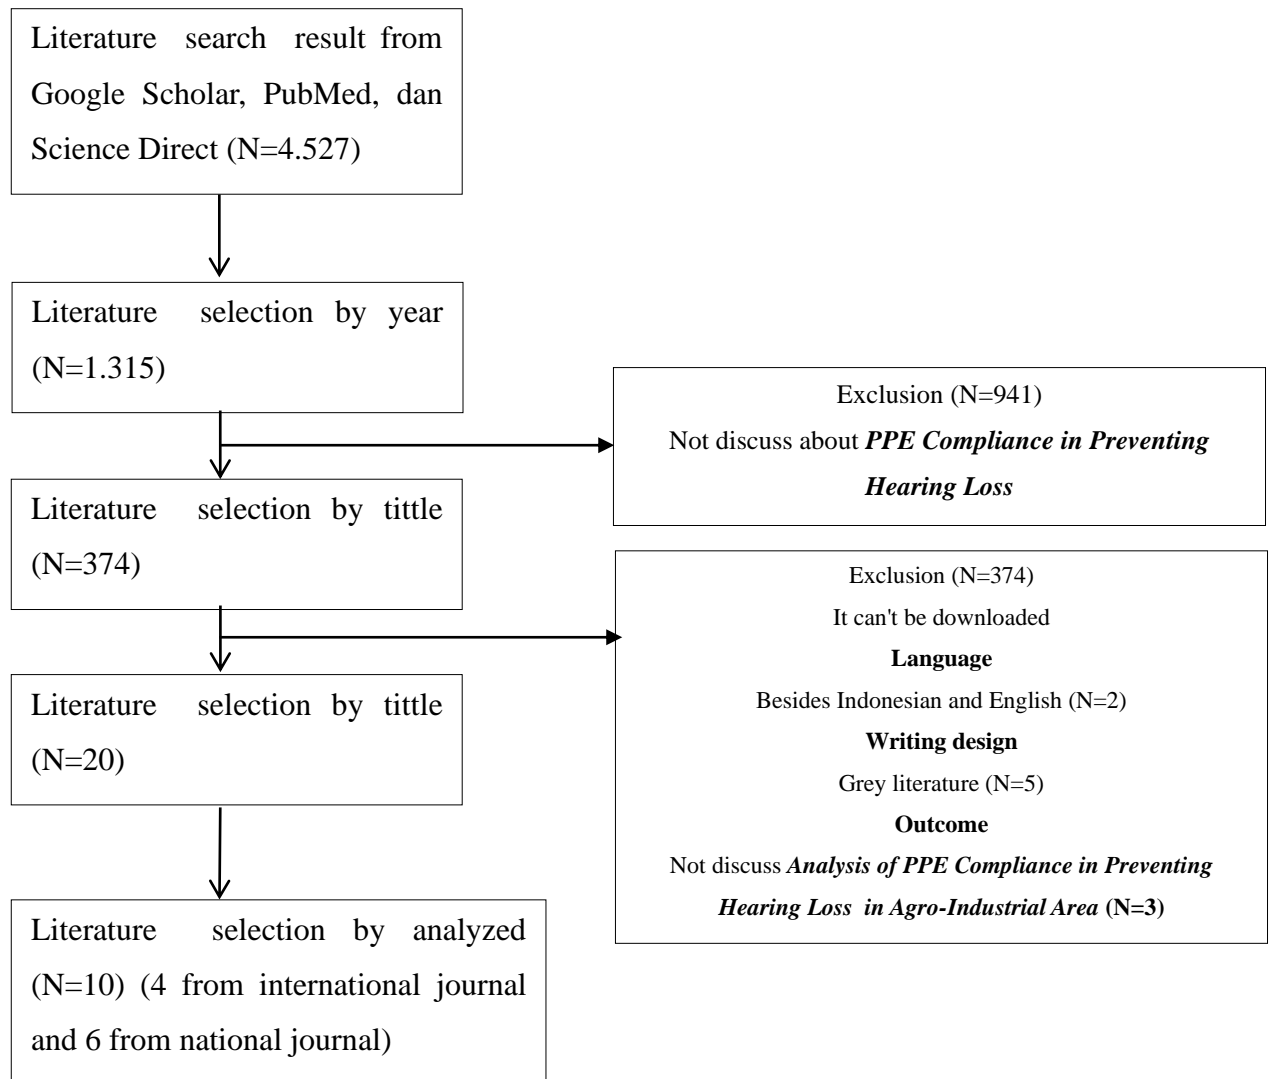 Literature search result from
Google Scholar, PubMed, dan
Science Direct (N=4.527)
Literature selection by year
(N=1.315)
Exclusion (N=941)
Not discuss about PPE Compliance in Preventing
Hearing Loss
Literature selection by tittle
(N=374)
Exclusion (N=374)
It can't be downloaded
Language
Besides Indonesian and English (N=2)
Writing design
Grey literature (N=5)
Outcome
Not discuss Analysis of PPE Compliance in Preventing
Hearing Loss in Agro-Industrial Area (N=3)
Literature selection by tittle
(N=20)
Literature selection by analyzed
(N=10) (4 from international journal
and 6 from national journal)